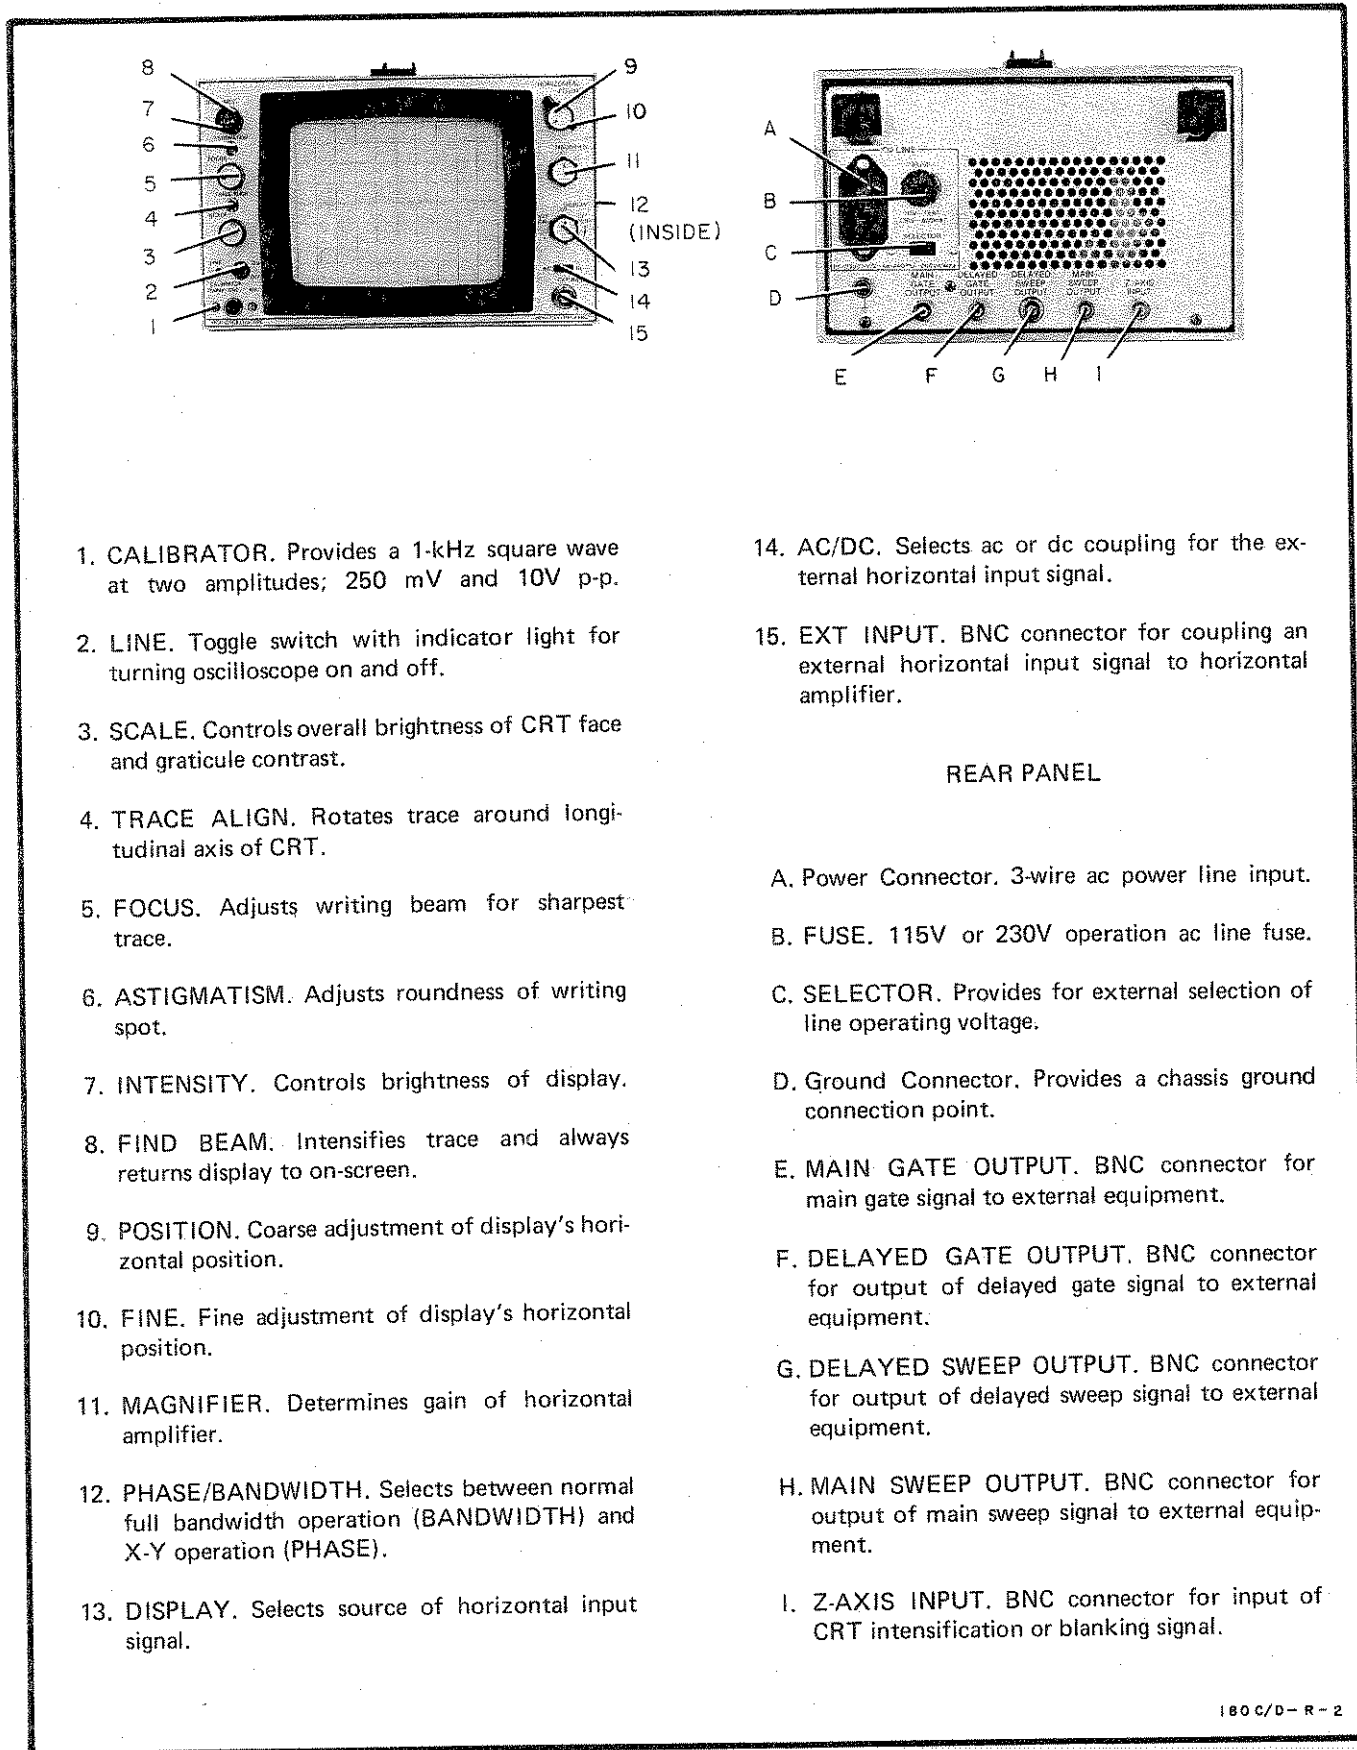 8
7
6
5
4
3
2
1
9
10
11
12
(INSIDE)
13
14
15
A
B
C
D
E F G H I
LINE
SELECTOR
MAIN GATE OUTPUT
DELAYED GATE OUTPUT
DELAYED SWEEP OUTPUT
MAIN SWEEP OUTPUT
Z-AXIS INPUT
1. CALIBRATOR. Provides a 1-kHz square wave
at two amplitudes; 250 mV and 10V p-p.
2. LINE. Toggle switch with indicator light for
turning oscilloscope on and off.
3. SCALE. Controls overall brightness of CRT face
and graticule contrast.
4. TRACE ALIGN. Rotates trace around longi-
tudinal axis of CRT.
5. FOCUS. Adjusts writing beam for sharpest
trace.
6. ASTIGMATISM. Adjusts roundness of writing
spot.
7. INTENSITY. Controls brightness of display.
8. FIND BEAM. Intensifies trace and always
returns display to on-screen.
9. POSITION. Coarse adjustment of display's hori-
zontal position.
10. FINE. Fine adjustment of display's horizontal
position.
11. MAGNIFIER. Determines gain of horizontal
amplifier.
12. PHASE/BANDWIDTH. Selects between normal
full bandwidth operation (BANDWIDTH) and
X-Y operation (PHASE).
13. DISPLAY. Selects source of horizontal input
signal.
14. AC/DC. Selects ac or dc coupling for the ex-
ternal horizontal input signal.
15. EXT INPUT. BNC connector for coupling an
external horizontal input signal to horizontal
amplifier.
REAR PANEL
A. Power Connector. 3-wire ac power line input.
B. FUSE. 115V or 230V operation ac line fuse.
C. SELECTOR. Provides for external selection of
line operating voltage.
D. Ground Connector. Provides a chassis ground
connection point.
E. MAIN GATE OUTPUT. BNC connector for
main gate signal to external equipment.
F. DELAYED GATE OUTPUT. BNC connector
for output of delayed gate signal to external
equipment.
G. DELAYED SWEEP OUTPUT. BNC connector
for output of delayed sweep signal to external
equipment.
H. MAIN SWEEP OUTPUT. BNC connector for
output of main sweep signal to external equip-
ment.
I. Z-AXIS INPUT. BNC connector for input of
CRT intensification or blanking signal.
180C/D-R-2